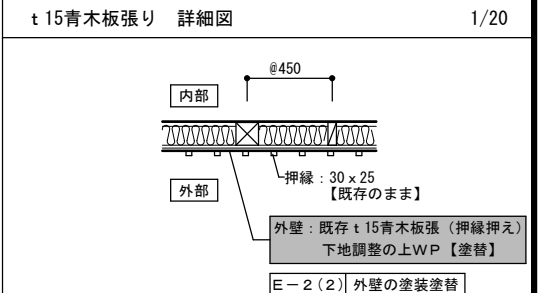 t 15青木板張り　詳細図　1/20
@450
内部
外部
押縁：30ｘ25
【既存のまま】
外壁：既存ｔ15青木板張（押縁押え）
下地調整の上ＷＰ【塗替】
Ｅ－２(２) 外壁の塗装塗替